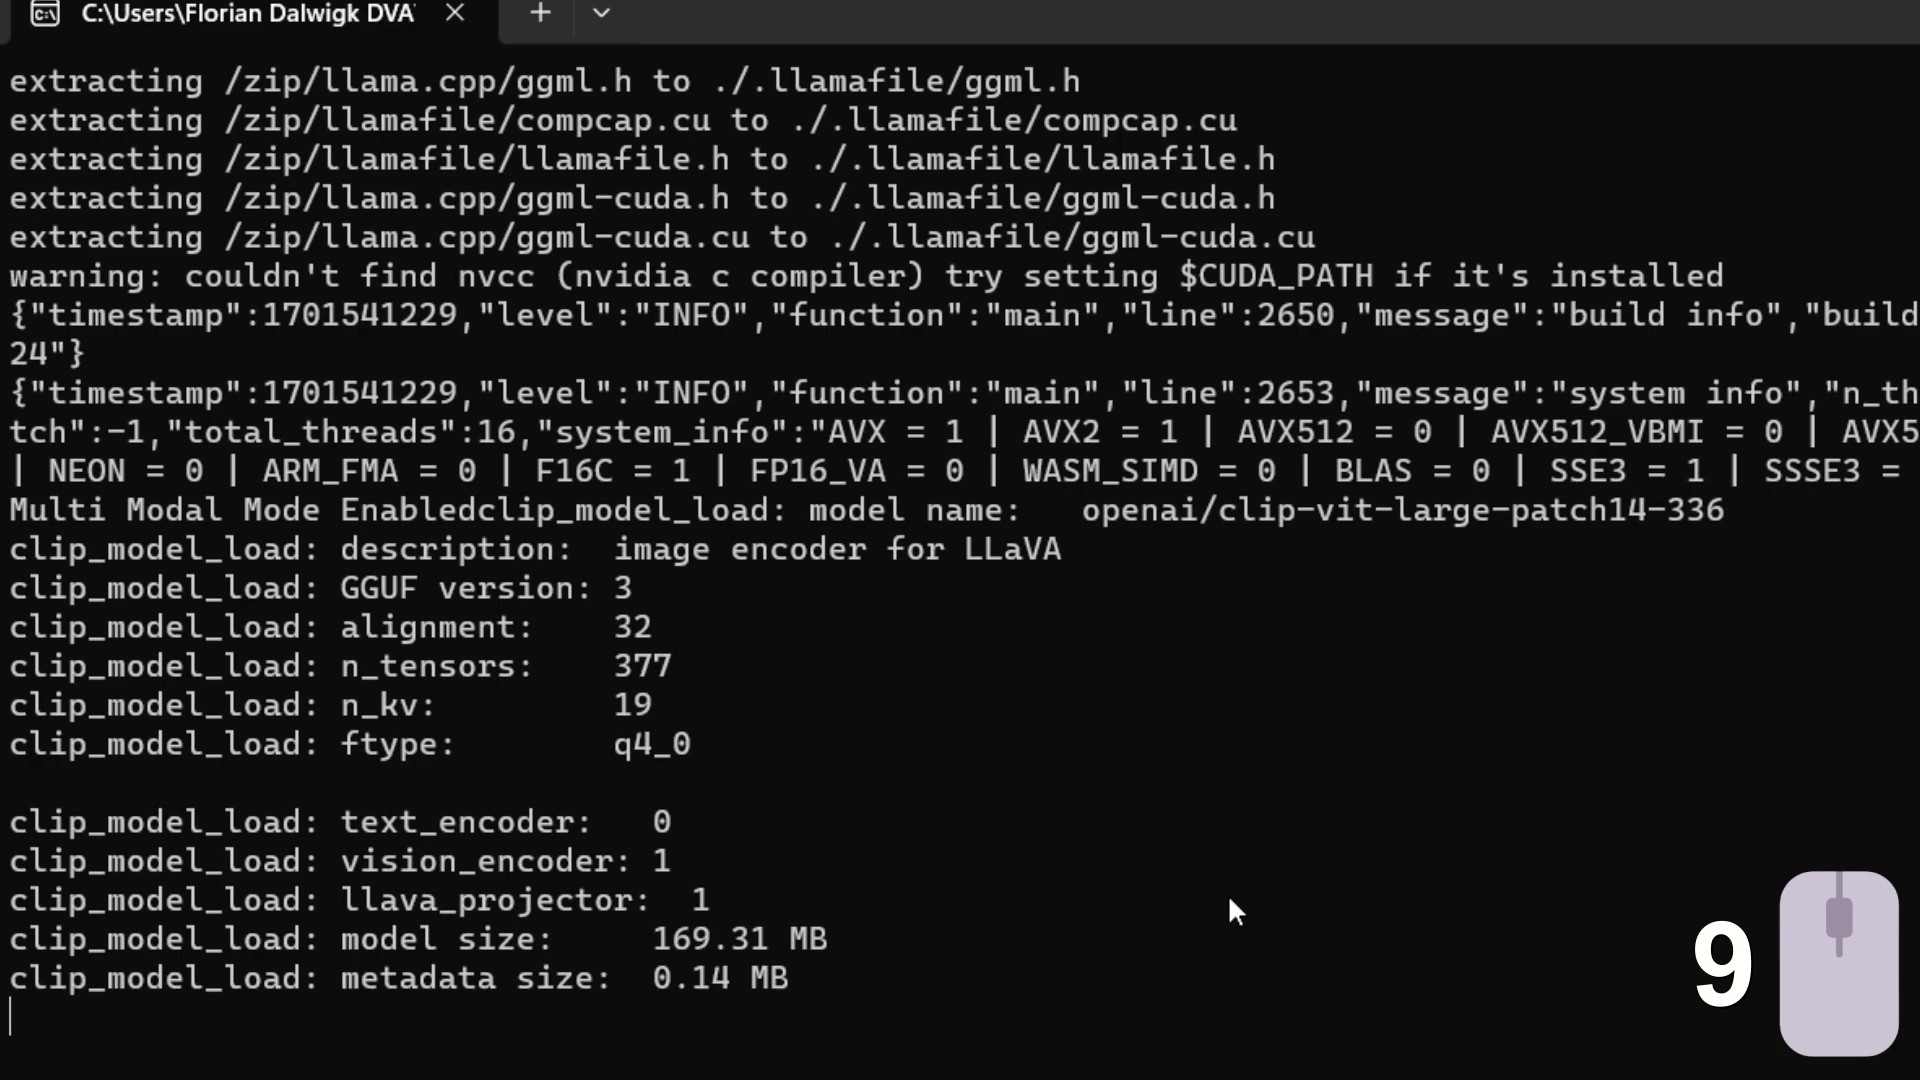 C:\Users\Florian Dalwigk DVA
extracting /zip/llama.cpp/ggml.h to ./.llamafile/ggml.h
extracting /zip/llamafile/compcap.cu to ./.llamafile/compcap.cu
extracting /zip/llamafile/llamafile.h to ./.llamafile/llamafile.h
extracting /zip/llama.cpp/ggml-cuda.h to ./.llamafile/ggml-cuda.h
extracting /zip/llama.cpp/ggml-cuda.cu to ./.llamafile/ggml-cuda.cu
warning: couldn't find nvcc (nvidia c compiler) try setting $CUDA_PATH if it's installed
{"timestamp":1701541229,"level":"INFO","function":"main","line":2650,"message":"build info","build
24"}
{"timestamp":1701541229,"level":"INFO","function":"main","line":2653,"message":"system info","n_th
tch":-1,"total_threads":16,"system_info":"AVX = 1 | AVX2 = 1 | AVX512 = 0 | AVX512_VBMI = 0 | AVX5
| NEON = 0 | ARM_FMA = 0 | F16C = 1 | FP16_VA = 0 | WASM_SIMD = 0 | BLAS = 0 | SSE3 = 1 | SSSE3 =
Multi Modal Mode Enabledclip_model_load: model name:   openai/clip-vit-large-patch14-336
clip_model_load: description:  image encoder for LLaVA
clip_model_load: GGUF version: 3
clip_model_load: alignment:    32
clip_model_load: n_tensors:    377
clip_model_load: n_kv:         19
clip_model_load: ftype:        q4_0
clip_model_load: text_encoder:   0
clip_model_load: vision_encoder: 1
clip_model_load: llava_projector:  1
clip_model_load: model size:     169.31 MB
clip_model_load: metadata size:  0.14 MB
9